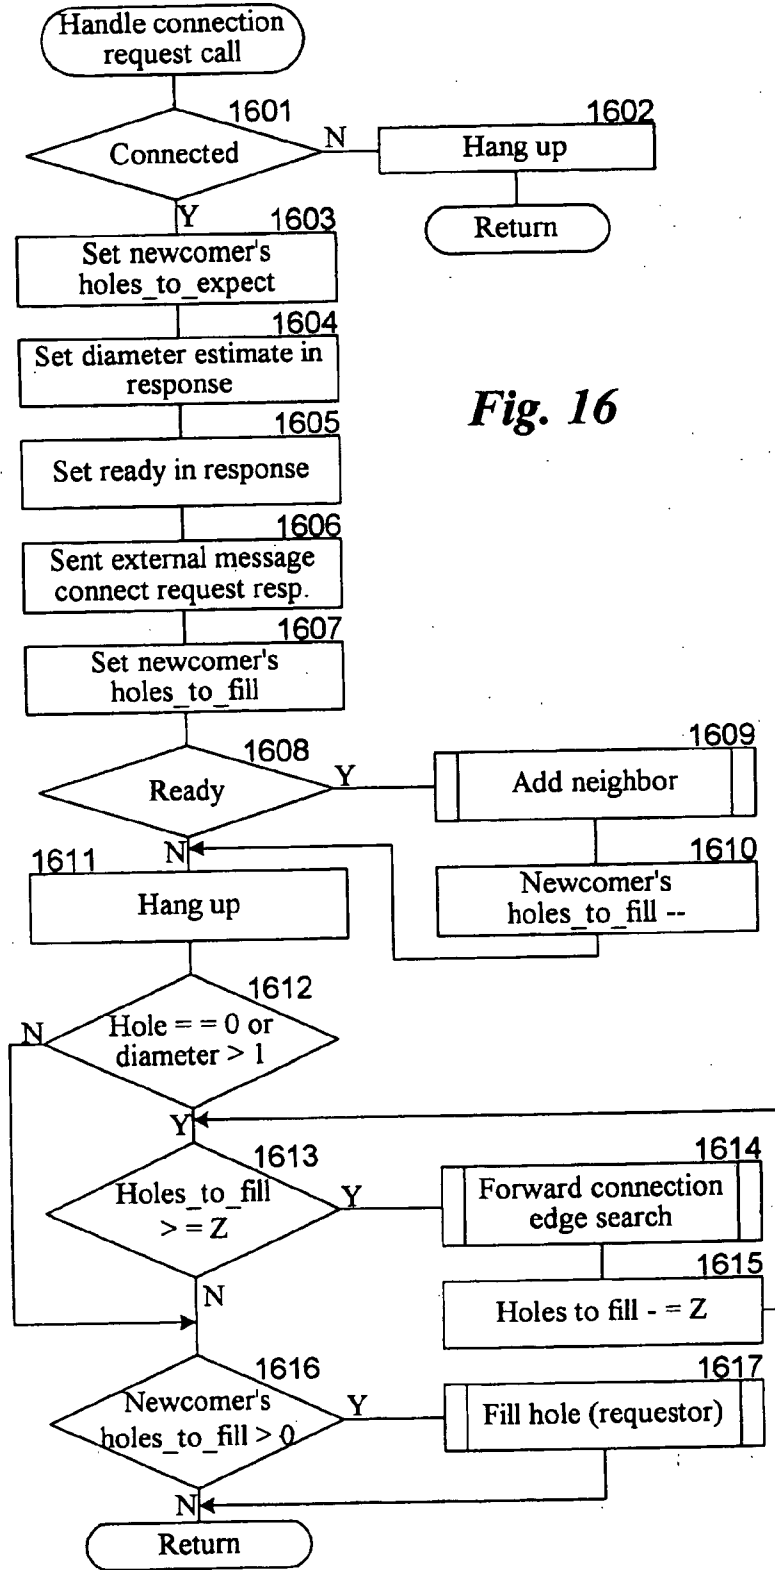 Handle connection
request call
1601
Connected
N
1602
Hang up
Return
Y
1603
Set newcomer's
holes_to_expect
1604
Set diameter estimate in
response
1605
Set ready in response
Fig. 16
1606
Sent external message
connect request resp.
1607
Set newcomer's
holes_to_fill
1608
Ready
Y
1609
Add neighbor
N
1610
Newcomer's
holes_to_fill --
1611
Hang up
1612
Hole = = 0 or
diameter > 1
N
Y
1613
Holes_to_fill
> = Z
Y
1614
Forward connection
edge search
1615
Holes to fill - = Z
N
1616
Newcomer's
holes_to_fill > 0
Y
1617
Fill hole (requestor)
N
Return